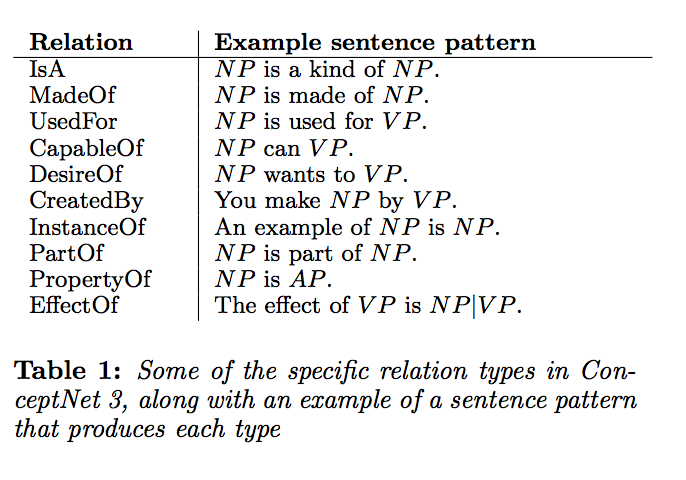 Relation Example sentence pattern
IsA NP is a kind of NP.
MadeOf NP is made of NP.
UsedFor NP is used for VP.
CapableOf NP can VP.
DesireOf NP wants to VP.
CreatedBy You make NP by VP.
InstanceOf An example of NP is NP.
PartOf NP is part of NP.
PropertyOf NP is AP.
EffectOf The effect of VP is NP|VP.
Table 1: Some of the specific relation types in Con-
ceptNet 3, along with an example of a sentence pattern
that produces each type